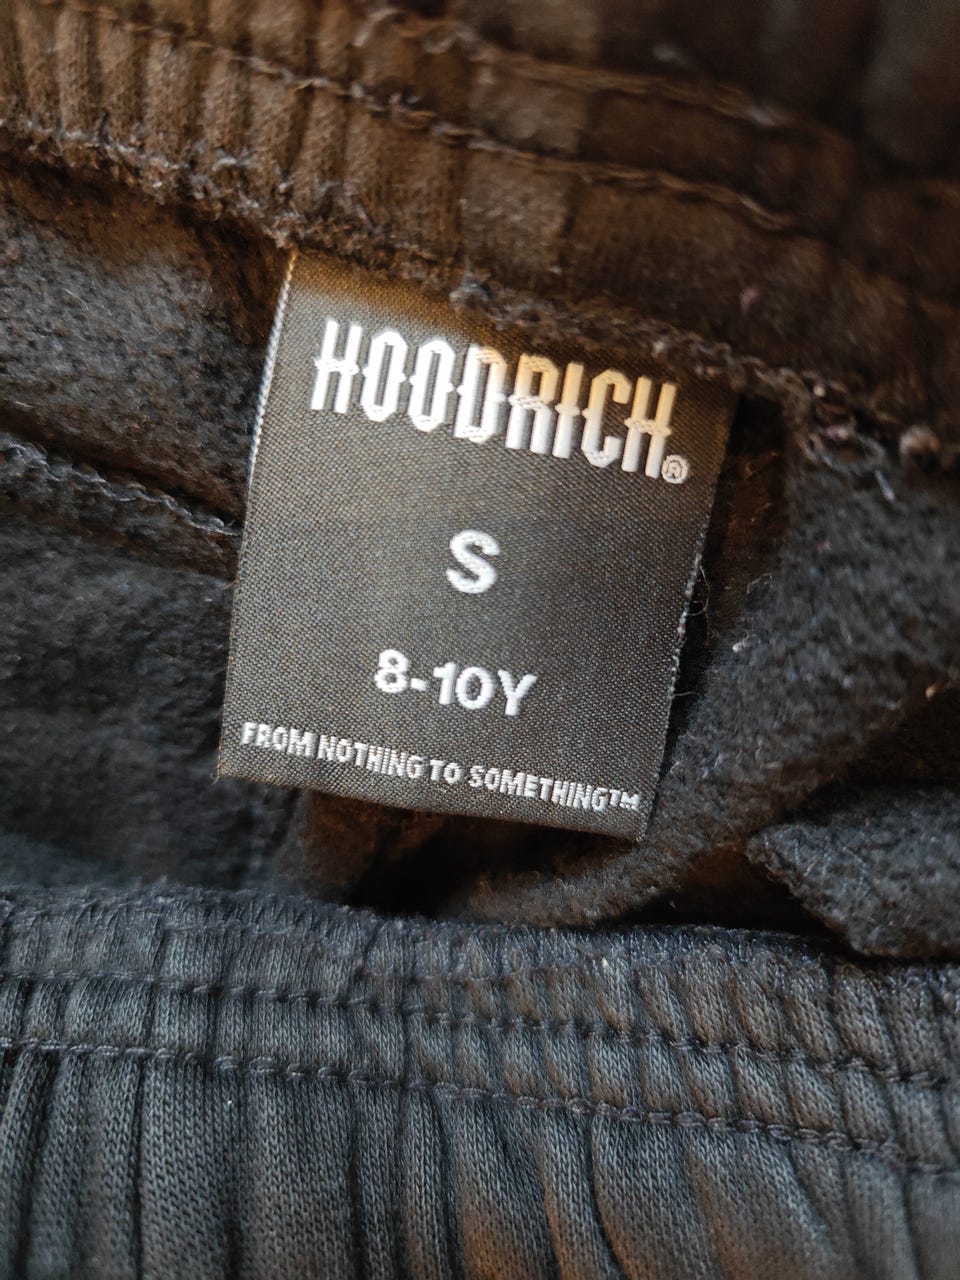 HOODRICH®
S
8-10Y
FROM NOTHING TO SOMETHING™